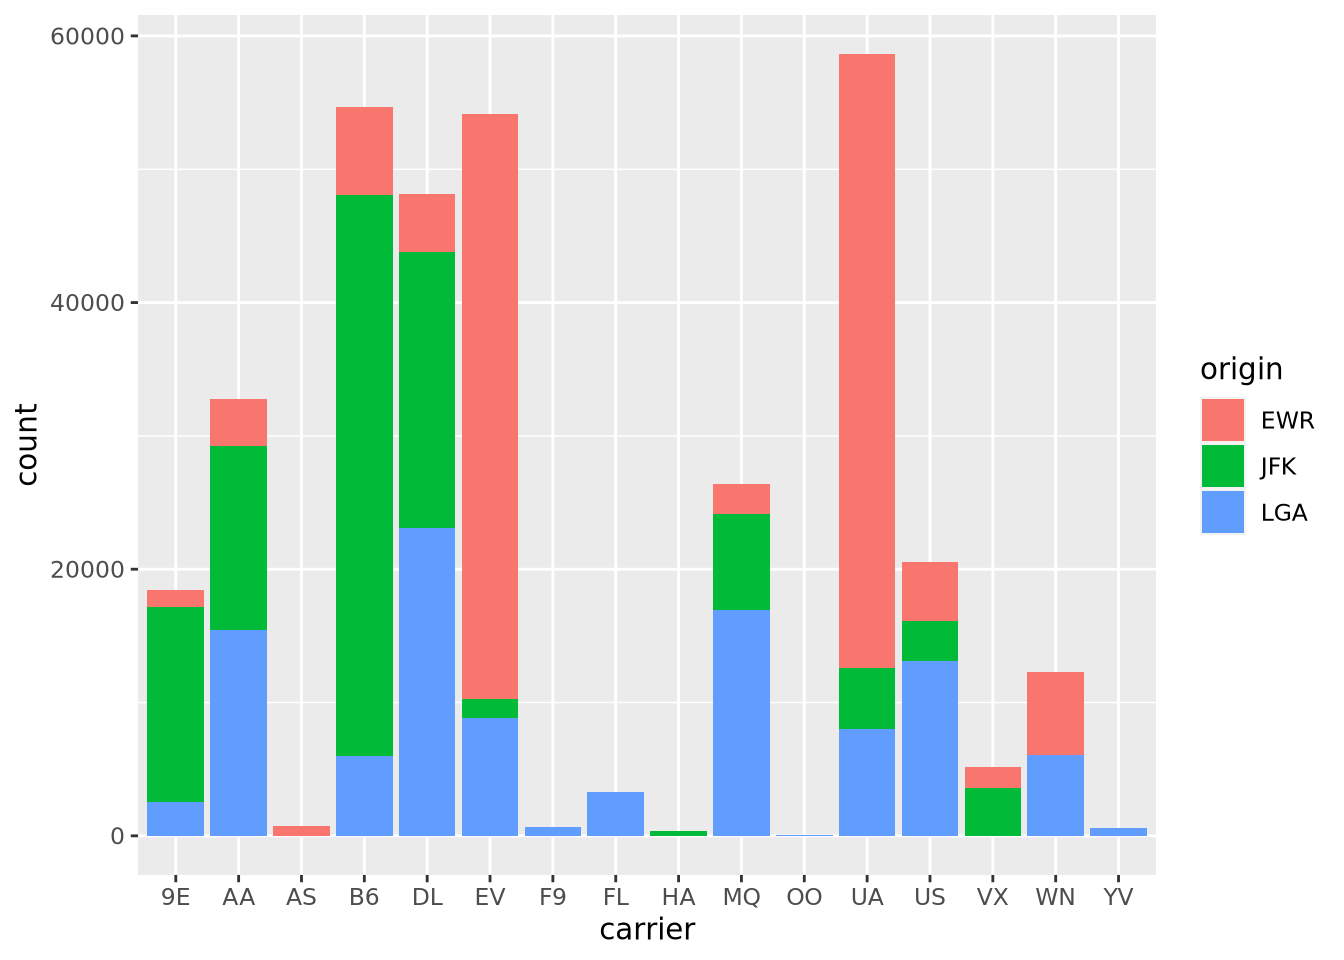 60000
40000
20000
0
count
9E AA AS B6 DL EV F9 FL HA MQ OO UA US VX WN YV
carrier
origin
EWR
JFK
LGA